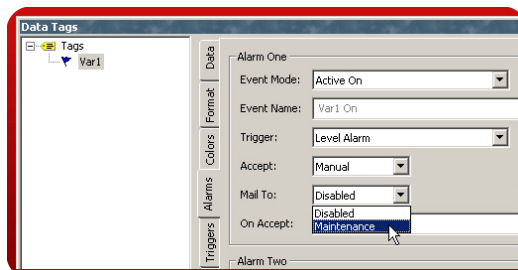 Data Tags
Tags
Var1
Data
Format
Colors
Alarms
Triggers
Alarm One
Event Mode: Active On
Event Name: Var1 On
Trigger: Level Alarm
Accept: Manual
Mail To: Disabled
Disabled
Maintenance
On Accept:
Alarm Two